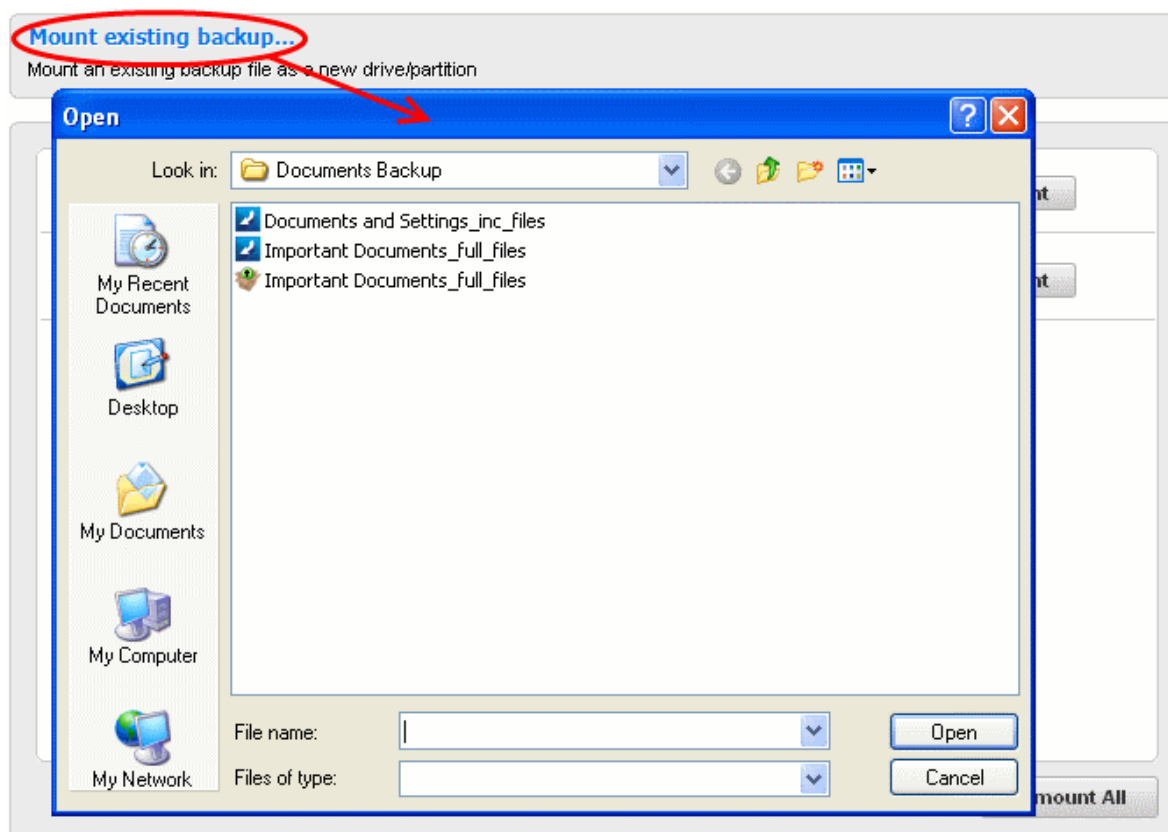 Mount existing backup...
Mount an existing backup file as a new drive/partition
Open
Look in:
Documents Backup
Documents and Settings_inc_files
Important Documents_full_files
Important Documents_full_files
My Recent
Documents
Desktop
My Documents
My Computer
My Network
File name:
Files of type:
Open
Cancel
nt
nt
mount All